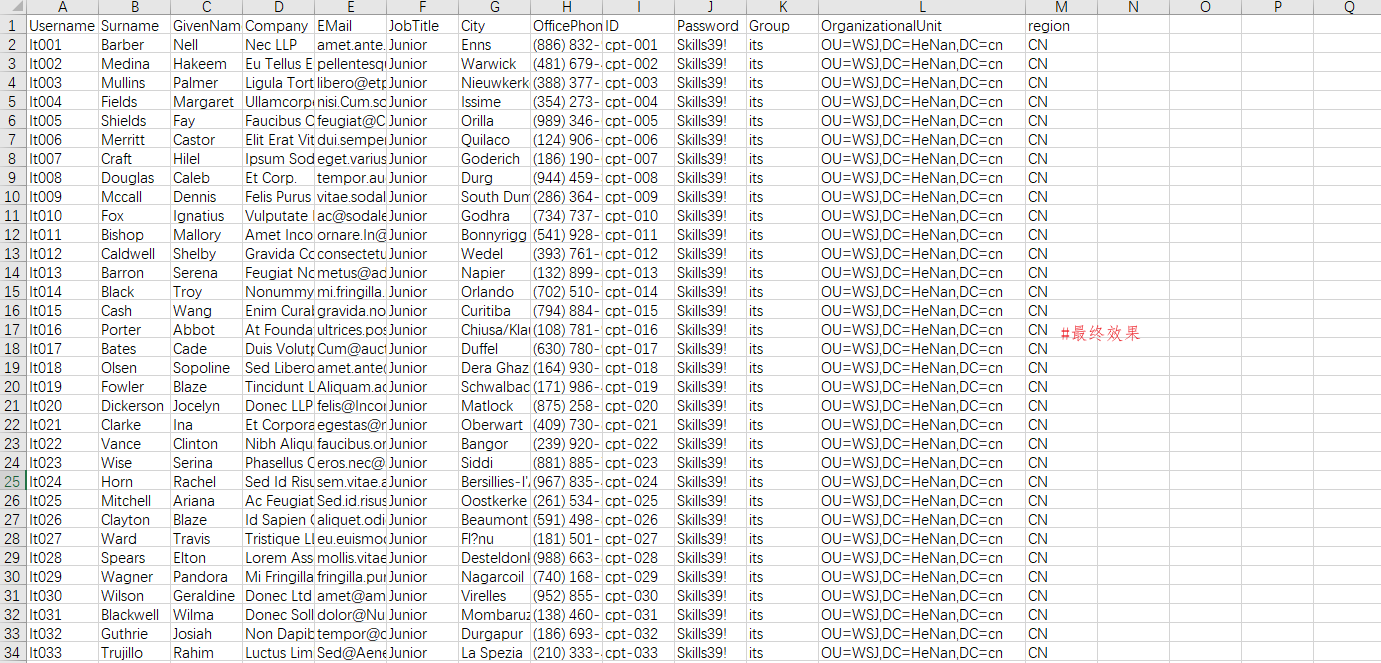 A B C D E F G H I J K L M N O P Q
1 Username Surname GivenNam Company EMail JobTitle City OfficePhon ID Password Group OrganizationalUnit region
2 It001 Barber Nell Nec LLP amet.ante. Junior Enns (886) 832- cpt-001 Skills39! its OU=WSJ,DC=HeNan,DC=cn CN
3 It002 Medina Hakeem Eu Tellus E pellentesq Junior Warwick (481) 679- cpt-002 Skills39! its OU=WSJ,DC=HeNan,DC=cn CN
4 It003 Mullins Palmer Ligula Tort libero@etp Junior Nieuwkerk (388) 377- cpt-003 Skills39! its OU=WSJ,DC=HeNan,DC=cn CN
5 It004 Fields Margaret Ullamcorp nisi.Cum.sc Junior Issime (354) 273- cpt-004 Skills39! its OU=WSJ,DC=HeNan,DC=cn CN
6 It005 Shields Fay Faucibus C feugiat@C Junior Orilla (989) 346- cpt-005 Skills39! its OU=WSJ,DC=HeNan,DC=cn CN
7 It006 Merritt Castor Elit Erat Vit dui.sempe Junior Quilaco (124) 906- cpt-006 Skills39! its OU=WSJ,DC=HeNan,DC=cn CN
8 It007 Craft Hilel Ipsum Sod eget.varius Junior Goderich (186) 190- cpt-007 Skills39! its OU=WSJ,DC=HeNan,DC=cn CN
9 It008 Douglas Caleb Et Corp. tempor.au Junior Durg (944) 459- cpt-008 Skills39! its OU=WSJ,DC=HeNan,DC=cn CN
10 It009 Mccall Dennis Felis Purus vitae.sodal Junior South Dum (286) 364- cpt-009 Skills39! its OU=WSJ,DC=HeNan,DC=cn CN
11 It010 Fox Ignatius Vulputate ac@sodale Junior Godhra (734) 737- cpt-010 Skills39! its OU=WSJ,DC=HeNan,DC=cn CN
12 It011 Bishop Mallory Amet Inco ornare.In@ Junior Bonnyrigg (541) 928- cpt-011 Skills39! its OU=WSJ,DC=HeNan,DC=cn CN
13 It012 Caldwell Shelby Gravida Cc consectetu Junior Wedel (393) 761- cpt-012 Skills39! its OU=WSJ,DC=HeNan,DC=cn CN
14 It013 Barron Serena Feugiat Nc metus@ac Junior Napier (132) 899- cpt-013 Skills39! its OU=WSJ,DC=HeNan,DC=cn CN
15 It014 Black Troy Nonummy mi.fringilla. Junior Orlando (702) 510- cpt-014 Skills39! its OU=WSJ,DC=HeNan,DC=cn CN
16 It015 Cash Wang Enim Cural gravida.no Junior Curitiba (794) 884- cpt-015 Skills39! its OU=WSJ,DC=HeNan,DC=cn CN
17 It016 Porter Abbot At Founda ultrices.pos Junior Chiusa/Kla (108) 781- cpt-016 Skills39! its OU=WSJ,DC=HeNan,DC=cn CN #最终效果
18 It017 Bates Cade Duis Volutp Cum@auct Junior Duffel (630) 780- cpt-017 Skills39! its OU=WSJ,DC=HeNan,DC=cn CN
19 It018 Olsen Sopoline Sed Libero amet.ante Junior Dera Ghaz (164) 930- cpt-018 Skills39! its OU=WSJ,DC=HeNan,DC=cn CN
20 It019 Fowler Blaze Tincidunt L Aliquam.ac Junior Schwalbac (171) 986- cpt-019 Skills39! its OU=WSJ,DC=HeNan,DC=cn CN
21 It020 Dickerson Jocelyn Donec LLP felis@Incor Junior Matlock (875) 258- cpt-020 Skills39! its OU=WSJ,DC=HeNan,DC=cn CN
22 It021 Clarke Ina Et Corpora egestas@r Junior Oberwart (409) 730- cpt-021 Skills39! its OU=WSJ,DC=HeNan,DC=cn CN
23 It022 Vance Clinton Nibh Aliqu faucibus.or Junior Bangor (239) 920- cpt-022 Skills39! its OU=WSJ,DC=HeNan,DC=cn CN
24 It023 Wise Serina Phasellus C eros.nec@ Junior Siddi (881) 885- cpt-023 Skills39! its OU=WSJ,DC=HeNan,DC=cn CN
25 It024 Horn Rachel Sed Id Risu sem.vitae.a Junior Bersillies-l' (967) 835- cpt-024 Skills39! its OU=WSJ,DC=HeNan,DC=cn CN
26 It025 Mitchell Ariana Ac Feugiat Sed.id.risus Junior Oostkerke (261) 534- cpt-025 Skills39! its OU=WSJ,DC=HeNan,DC=cn CN
27 It026 Clayton Blaze Id Sapien C aliquet.odi Junior Beaumont (591) 498- cpt-026 Skills39! its OU=WSJ,DC=HeNan,DC=cn CN
28 It027 Ward Travis Tristique Ll eu.euismoc Junior Fl?nu (181) 501- cpt-027 Skills39! its OU=WSJ,DC=HeNan,DC=cn CN
29 It028 Spears Elton Lorem Ass mollis.vitae Junior Desteldonk (988) 663- cpt-028 Skills39! its OU=WSJ,DC=HeNan,DC=cn CN
30 It029 Wagner Pandora Mi Fringilla fringilla.pur Junior Nagarcoil (740) 168- cpt-029 Skills39! its OU=WSJ,DC=HeNan,DC=cn CN
31 It030 Wilson Geraldine Donec Ltd amet@am Junior Virelles (952) 855- cpt-030 Skills39! its OU=WSJ,DC=HeNan,DC=cn CN
32 It031 Blackwell Wilma Donec Soll dolor@Nu Junior Mombaruz (138) 460- cpt-031 Skills39! its OU=WSJ,DC=HeNan,DC=cn CN
33 It032 Guthrie Josiah Non Dapib tempor@c Junior Durgapur (186) 693- cpt-032 Skills39! its OU=WSJ,DC=HeNan,DC=cn CN
34 It033 Trujillo Rahim Luctus Lim Sed@Aene Junior La Spezia (210) 333- cpt-033 Skills39! its OU=WSJ,DC=HeNan,DC=cn CN